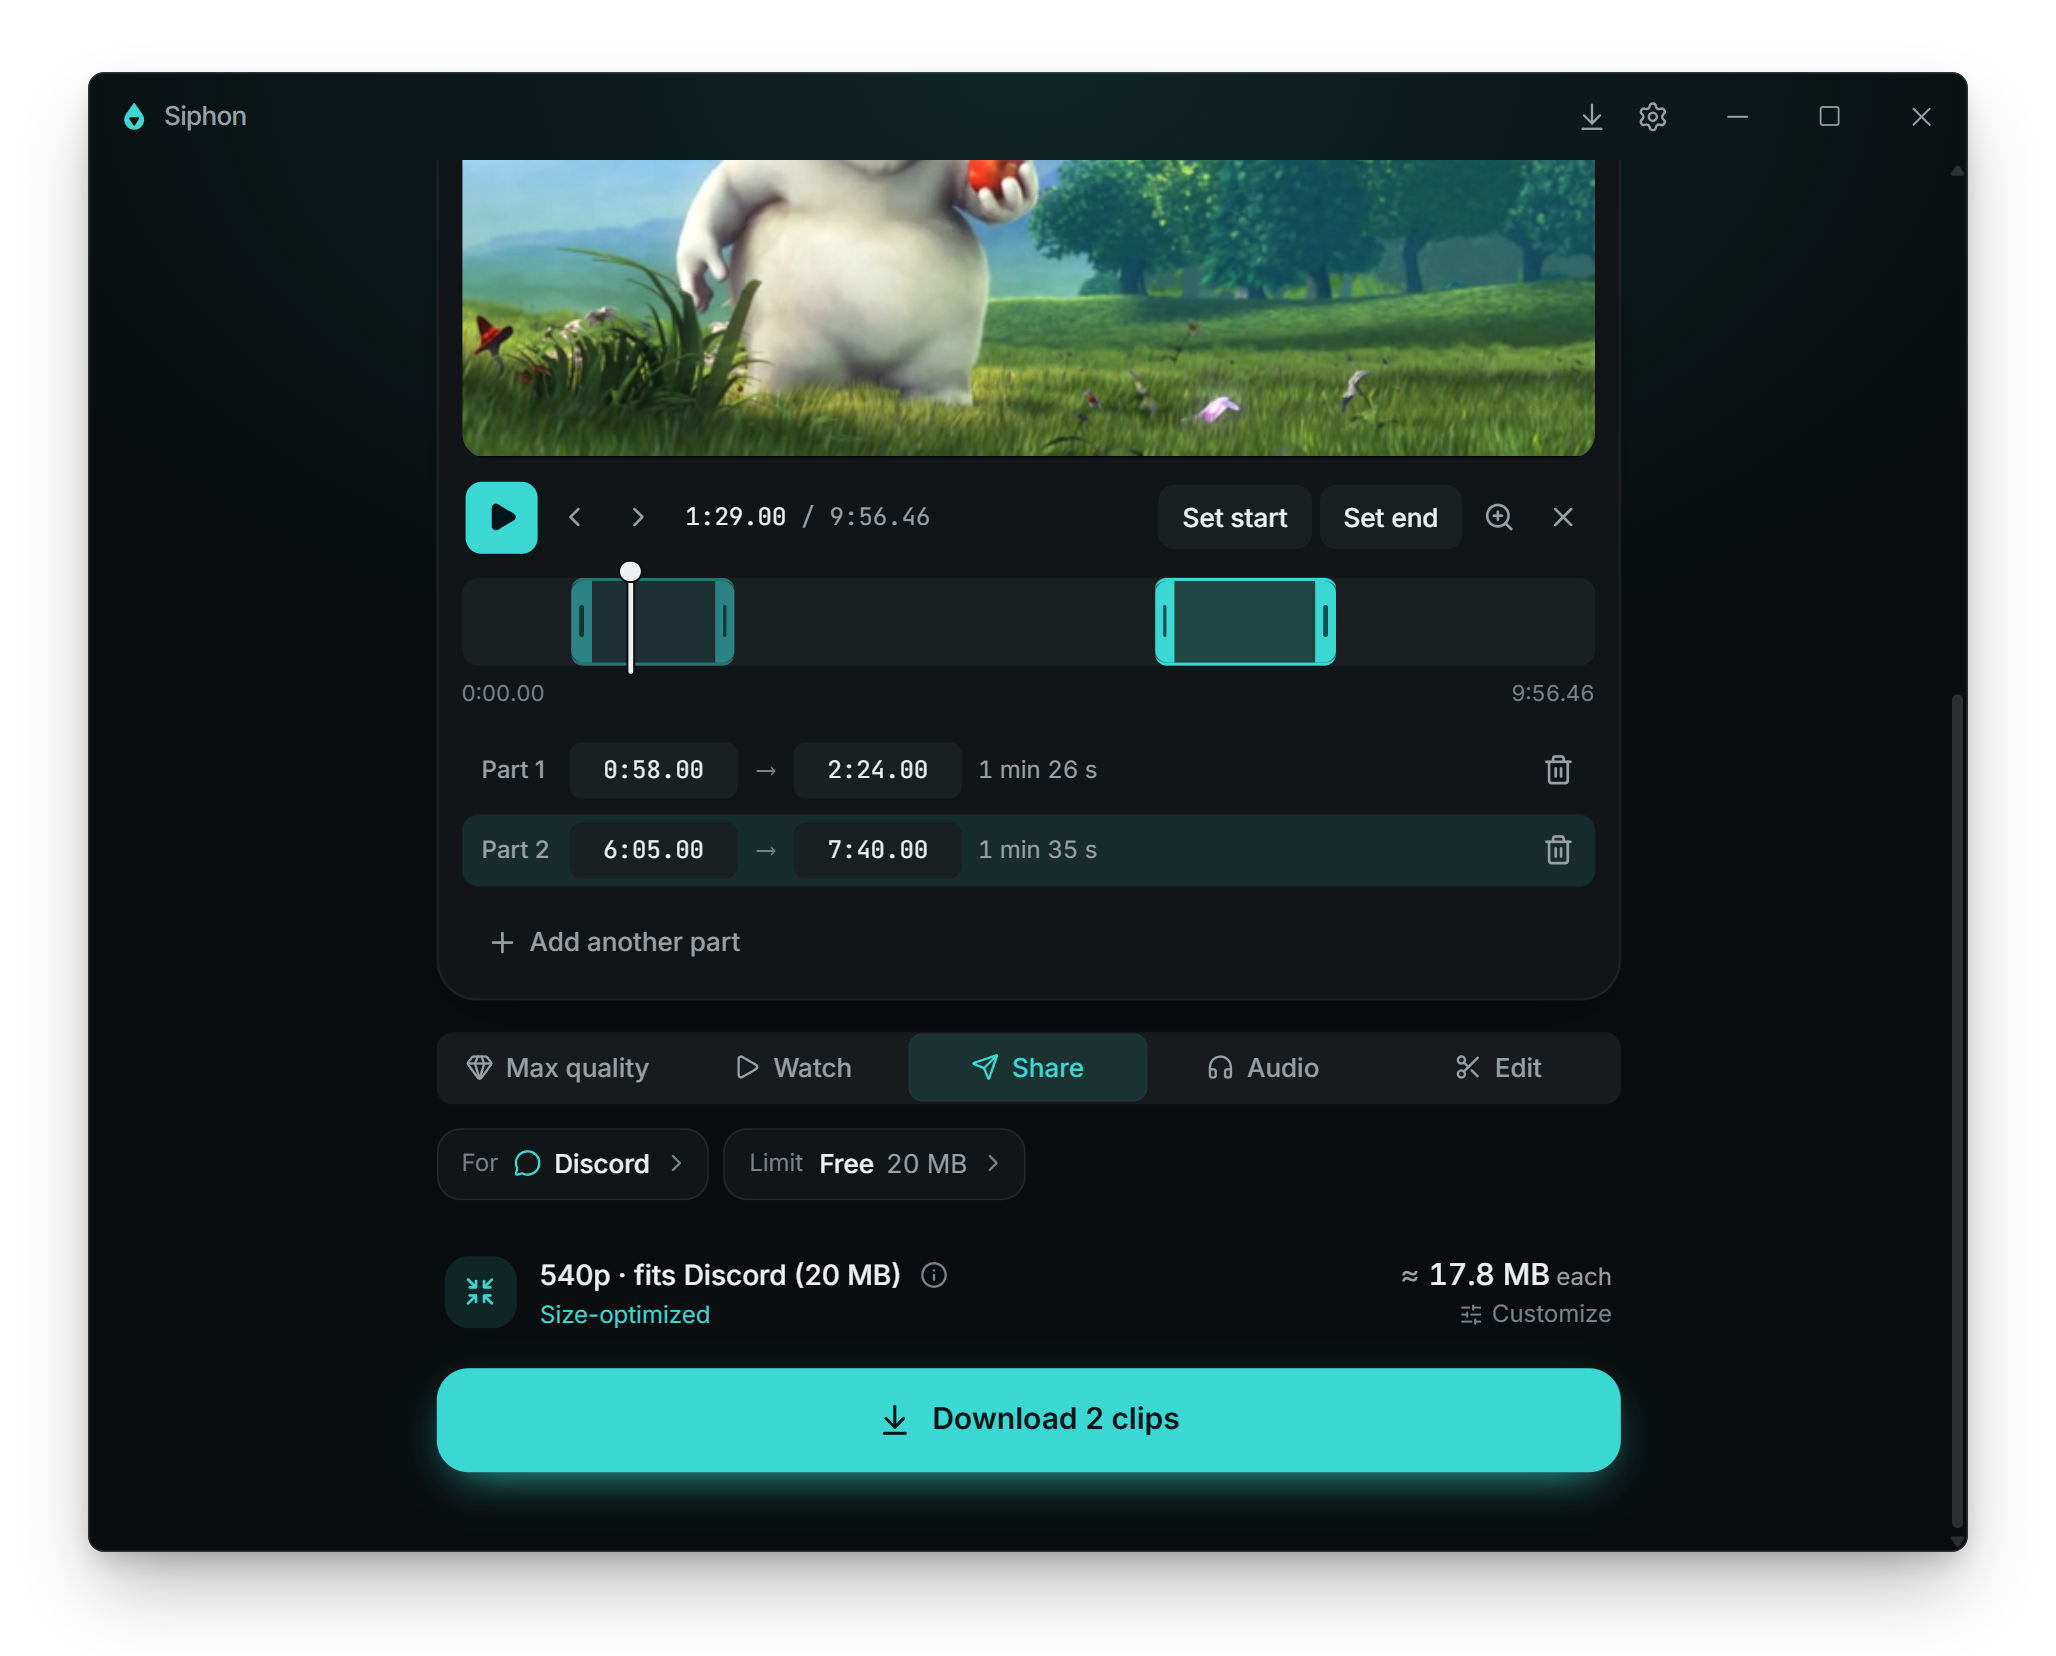 Siphon
1:29.00 / 9:56.46
Set start
Set end
0:00.00
9:56.46
Part 1 0:58.00 → 2:24.00 1 min 26 s
Part 2 6:05.00 → 7:40.00 1 min 35 s
+ Add another part
Max quality
Watch
Share
Audio
Edit
For Discord
Limit Free 20 MB
540p · fits Discord (20 MB)
≈ 17.8 MB each
Size-optimized
Customize
Download 2 clips